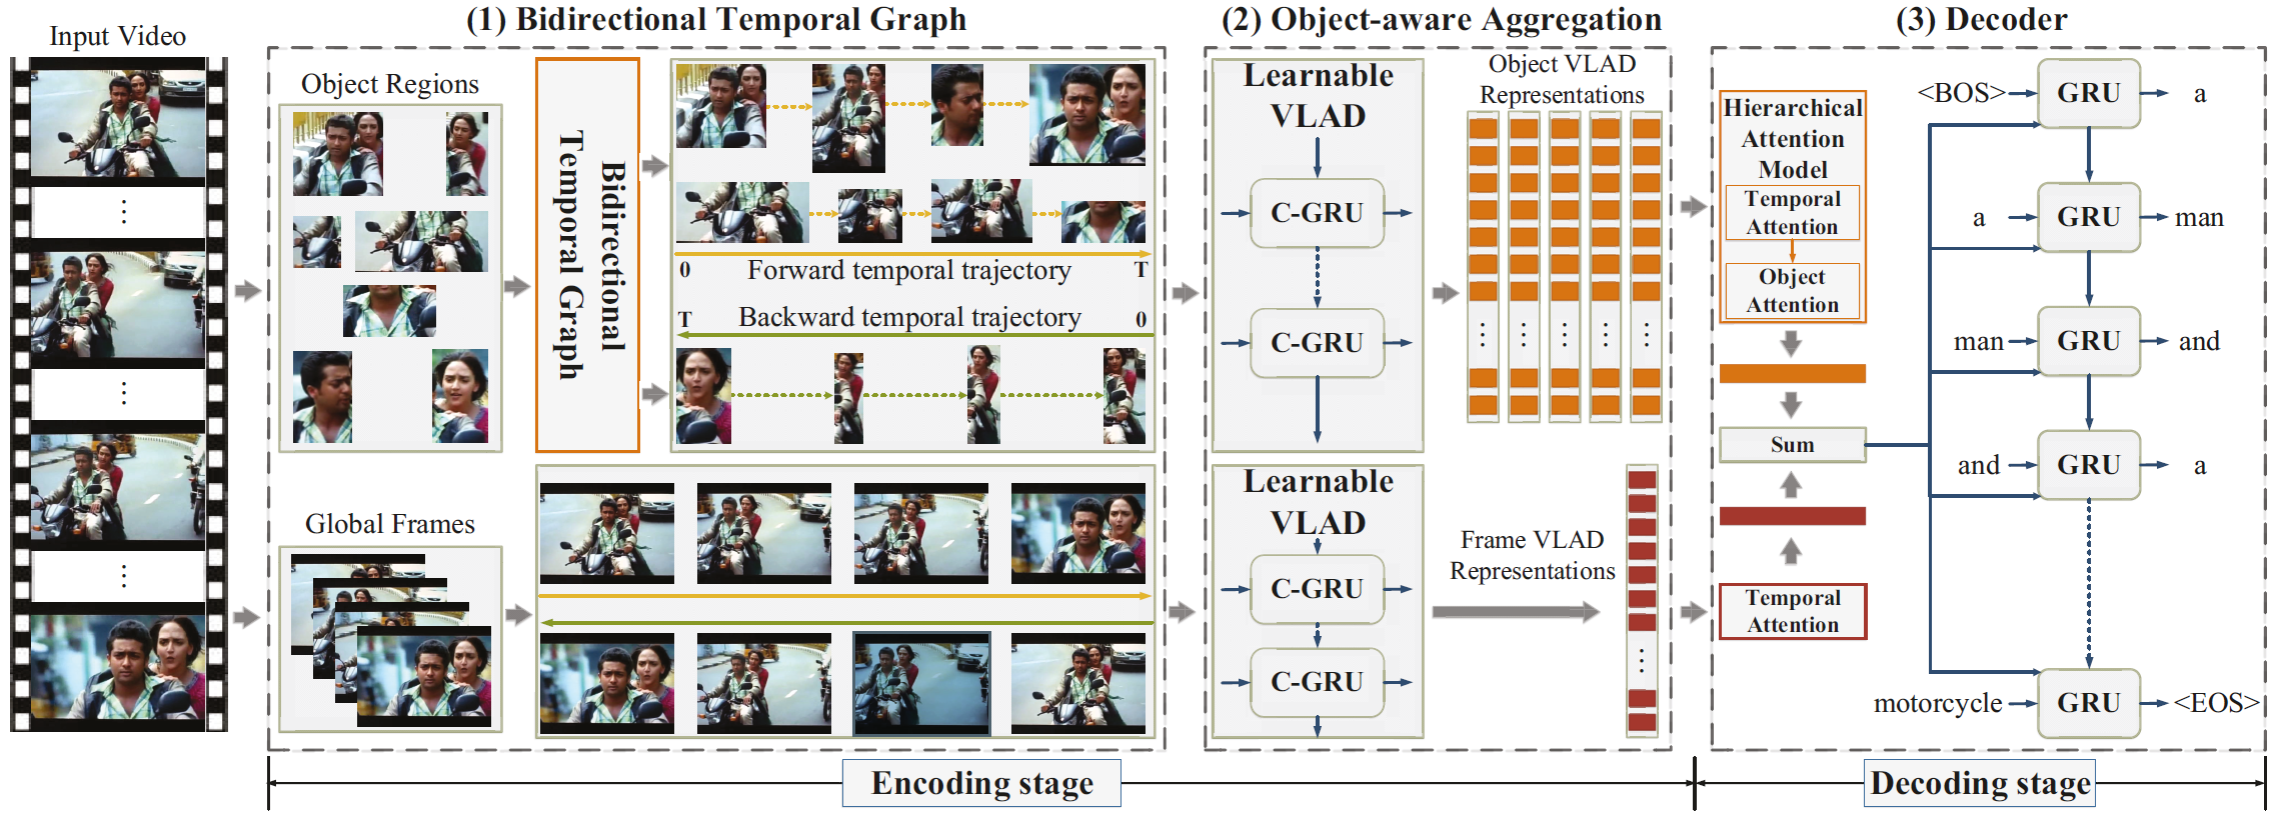 Input Video
⋮
⋮
⋮
(1) Bidirectional Temporal Graph
Object Regions
Bidirectional
Temporal Graph
0 Forward temporal trajectory T
T Backward temporal trajectory 0
Global Frames
(2) Object-aware Aggregation
Learnable
VLAD
C-GRU
C-GRU
Object VLAD
Representations
⋮ ⋮ ⋮ ⋮ ⋮
Learnable
VLAD
C-GRU
C-GRU
Frame VLAD
Representations
⋮
(3) Decoder
Hierarchical
Attention
Model
Temporal
Attention
Object
Attention
Sum
Temporal
Attention
<BOS> GRU a
a GRU man
man GRU and
and GRU a
motorcycle GRU <EOS>
Encoding stage
Decoding stage